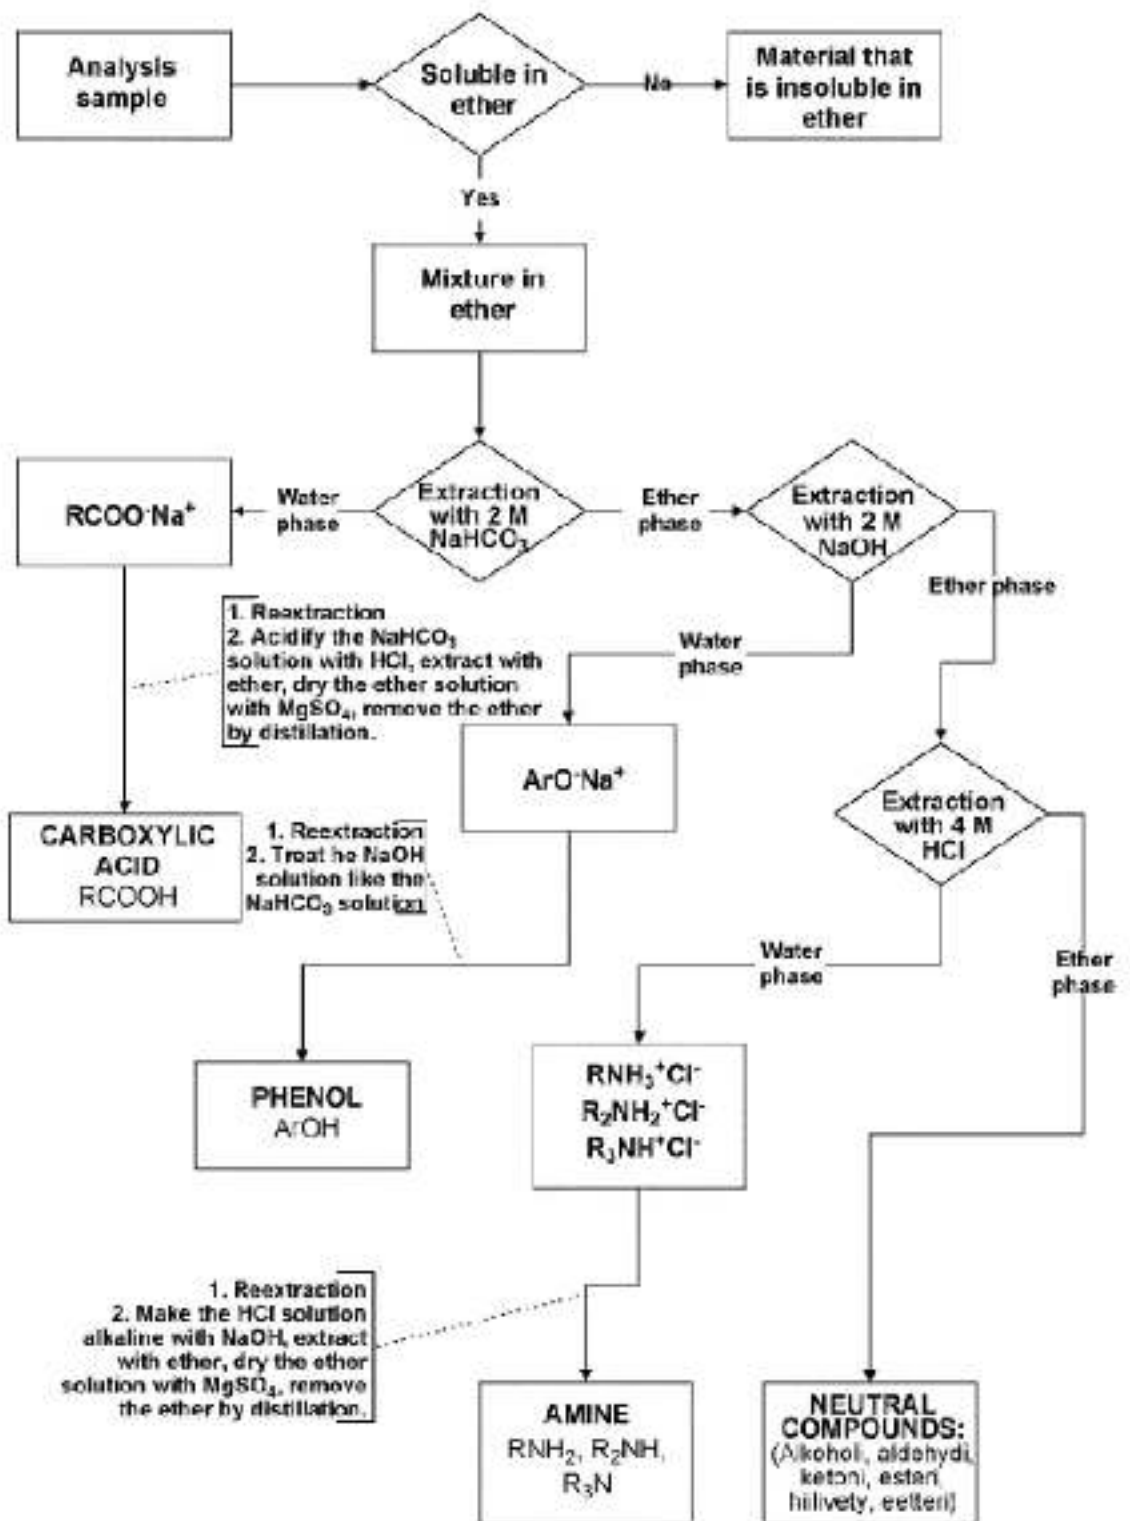 Analysis
sample
Soluble in
ether
No
Material that
is insoluble in
ether
Yes
Mixture in
ether
RCOO⁻Na⁺
Water
phase
Extraction
with 2 M
NaHCO₃
Ether
phase
Extraction
with 2 M
NaOH
Ether phase
1. Reextraction
2. Acidify the NaHCO₃
solution with HCl, extract with
ether, dry the ether solution
with MgSO₄, remove the ether
by distillation.
Water
phase
ArO⁻Na⁺
Extraction
with 4 M
HCl
CARBOXYLIC
ACID
RCOOH
1. Reextraction
2. Treat he NaOH
solution like the
NaHCO₃ solution
Water
phase
Ether
phase
PHENOL
ArOH
RNH₃⁺Cl⁻
R₂NH₂⁺Cl⁻
R₃NH⁺Cl⁻
1. Reextraction
2. Make the HCl solution
alkaline with NaOH, extract
with ether, dry the ether
solution with MgSO₄, remove
the ether by distillation.
AMINE
RNH₂, R₂NH,
R₃N
NEUTRAL
COMPOUNDS:
(Alkoholi, aldehydi,
ketoni, esteri,
hiilivety, eetteri)